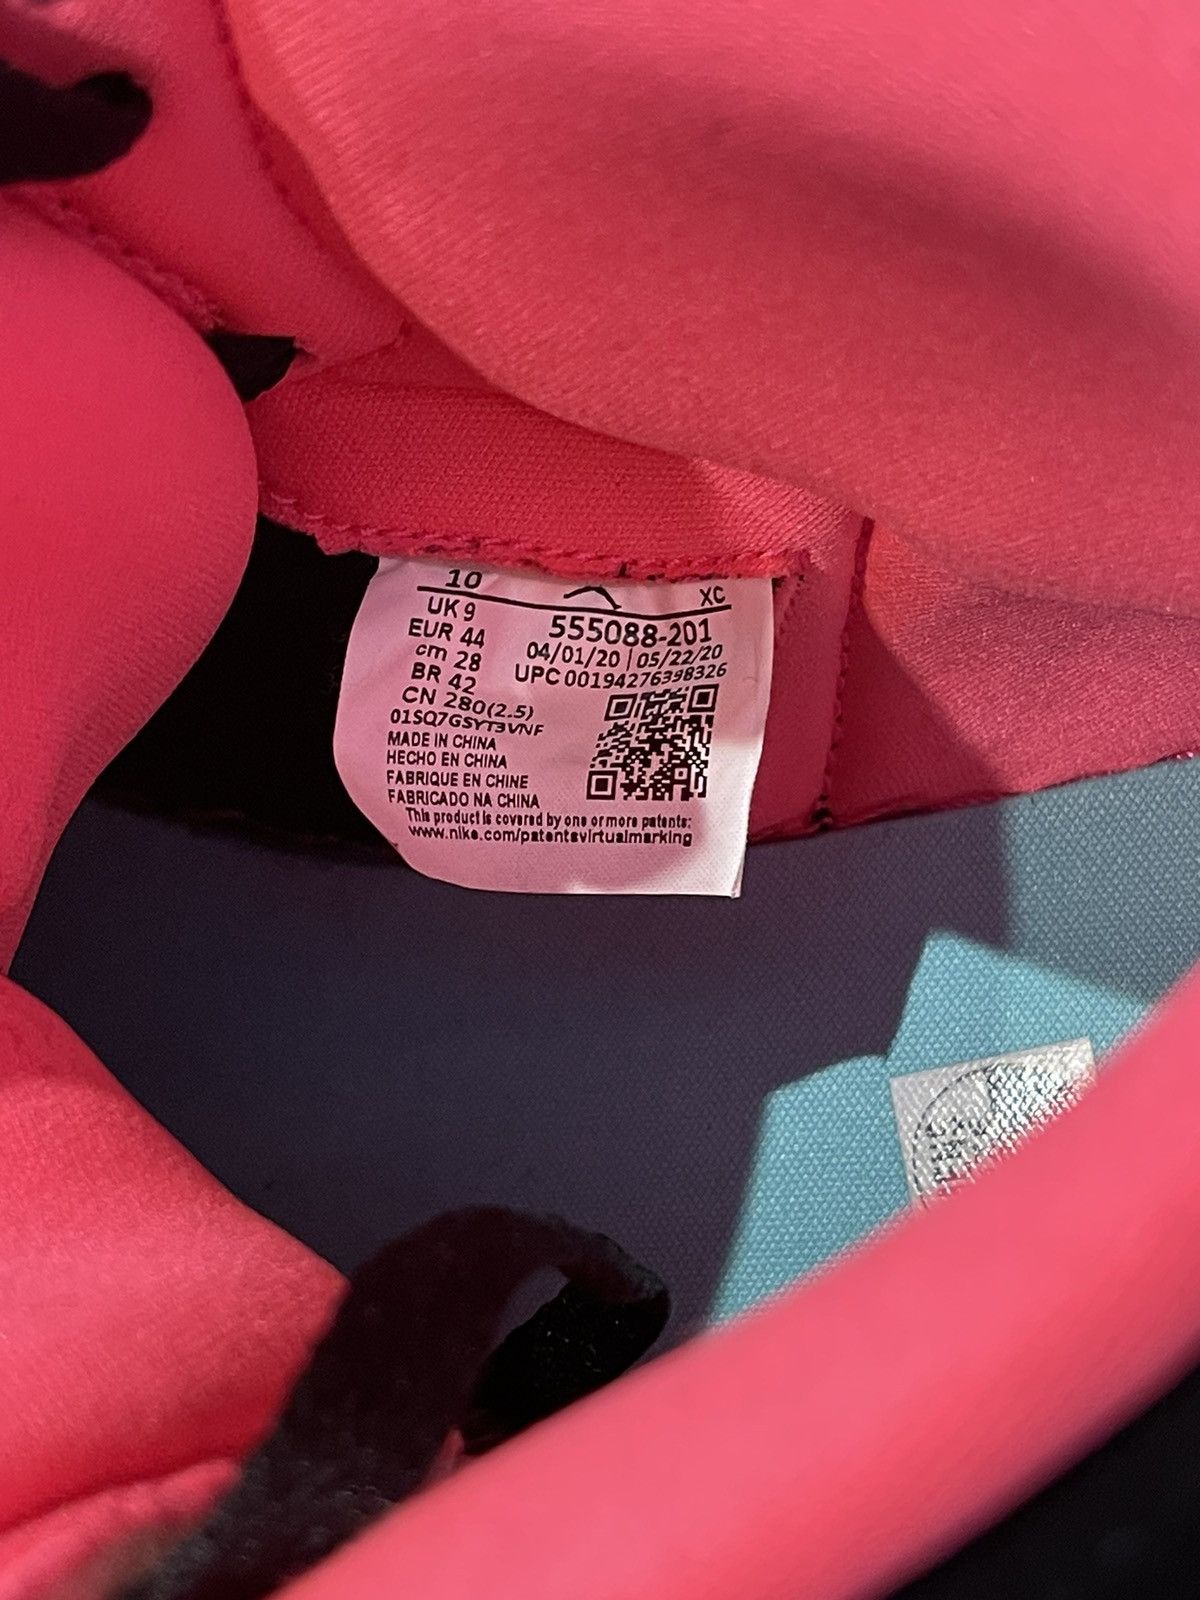 10 XC
UK 9
EUR 44
cm 28
BR 42
CN 280(2.5)
01SQ7GSYT3VNF
555088-201
04/01/20 | 05/22/20
UPC 00194276398326
MADE IN CHINA
HECHO EN CHINA
FABRIQUE EN CHINE
FABRICADO NA CHINA
This product is covered by one or more patents:
www.nike.com/patentsvirtualmarking